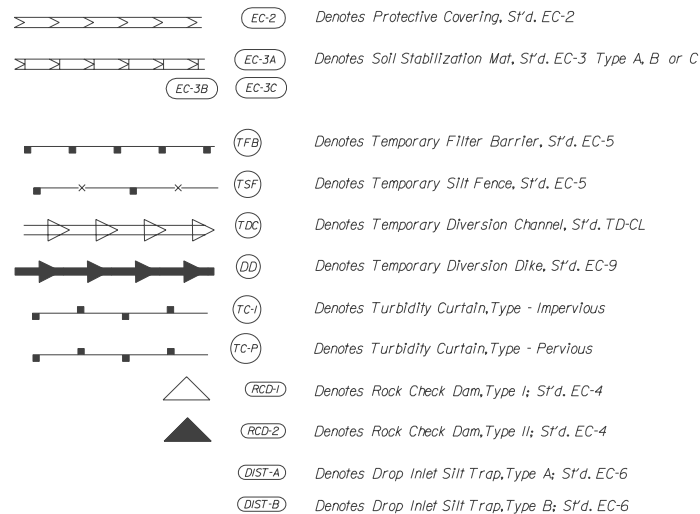 EC-2 Denotes Protective Covering, St'd. EC-2
EC-3A Denotes Soil Stabilization Mat, St'd. EC-3 Type A, B or C
EC-3B EC-3C
TFB Denotes Temporary Filter Barrier, St'd. EC-5
TSF Denotes Temporary Silt Fence, St'd. EC-5
TDC Denotes Temporary Diversion Channel, St'd. TD-CL
DD Denotes Temporary Diversion Dike, St'd. EC-9
TC-I Denotes Turbidity Curtain, Type - Impervious
TC-P Denotes Turbidity Curtain, Type - Pervious
RCD-I Denotes Rock Check Dam, Type I; St'd. EC-4
RCD-2 Denotes Rock Check Dam, Type II; St'd. EC-4
DIST-A Denotes Drop Inlet Silt Trap, Type A; St'd. EC-6
DIST-B Denotes Drop Inlet Silt Trap, Type B; St'd. EC-6